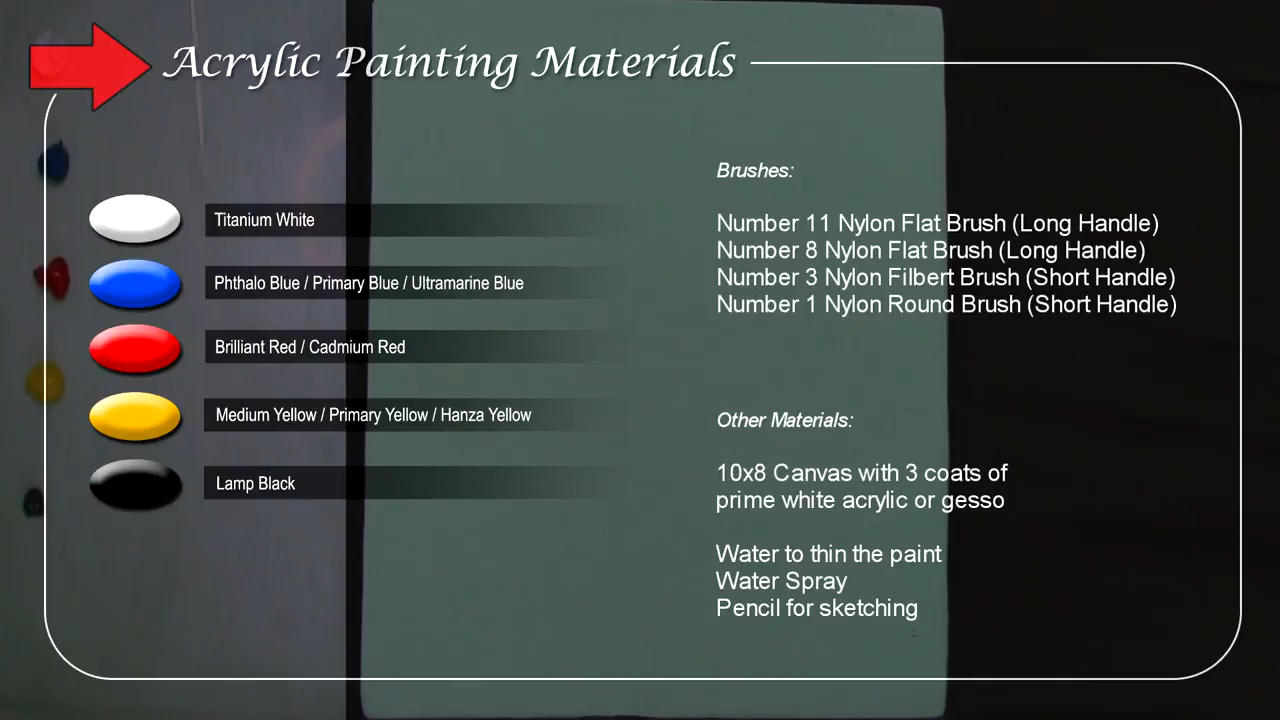 Acrylic Painting Materials
Titanium White
Phthalo Blue / Primary Blue / Ultramarine Blue
Brilliant Red / Cadmium Red
Medium Yellow / Primary Yellow / Hanza Yellow
Lamp Black
Brushes:
Number 11 Nylon Flat Brush (Long Handle)
Number 8 Nylon Flat Brush (Long Handle)
Number 3 Nylon Filbert Brush (Short Handle)
Number 1 Nylon Round Brush (Short Handle)
Other Materials:
10x8 Canvas with 3 coats of
prime white acrylic or gesso
Water to thin the paint
Water Spray
Pencil for sketching